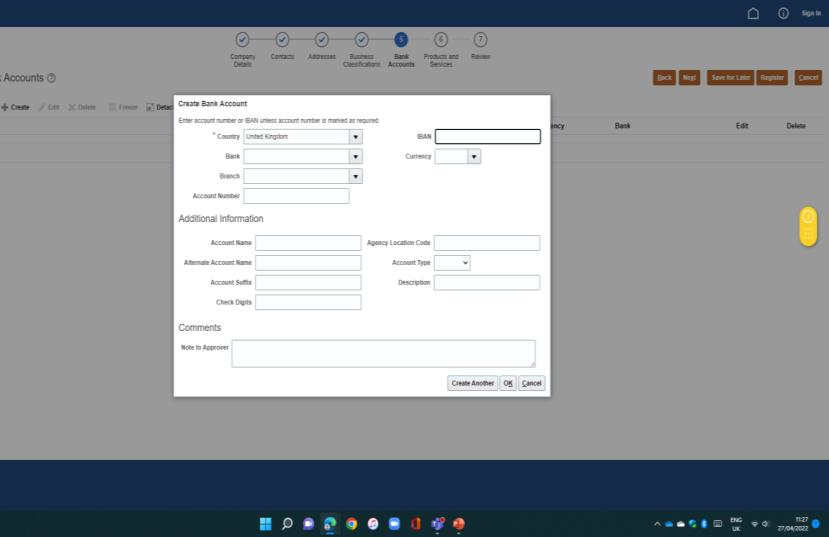 Sign In
5 6 7
Company Details
Contacts
Addresses
Business Classifications
Bank Accounts
Products and Services
Review
Accounts
Back Next Save for Later Register Cancel
Create Edit Delete Freeze Detac
ency Bank Edit Delete
Create Bank Account
Enter account number or IBAN unless account number is marked as required.
* Country United Kingdom IBAN
Bank Currency
Branch
Account Number
Additional Information
Account Name Agency Location Code
Alternate Account Name Account Type
Account Suffix Description
Check Digits
Comments
Note to Approver
Create Another OK Cancel
ENG 11:27
UK 27/04/2022